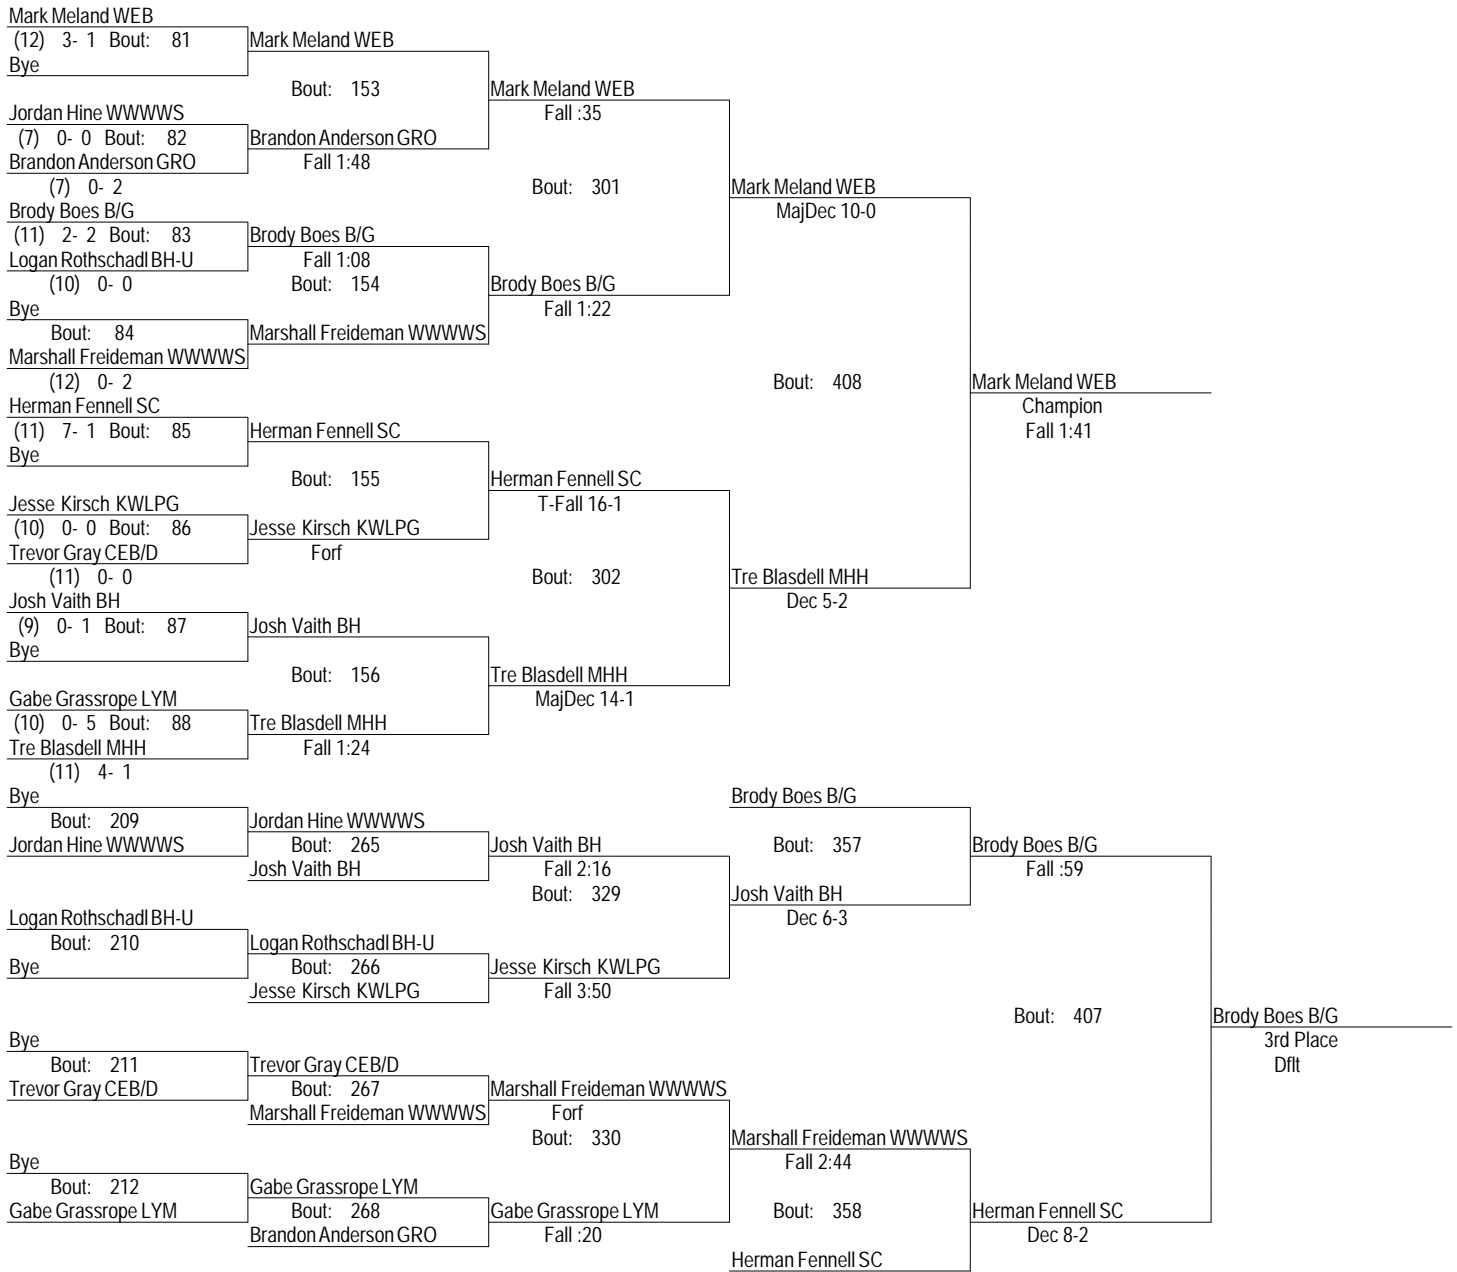 Mark Meland WEB
(12) 3- 1 Bout: 81
Mark Meland WEB
Bye
Bout: 153
Mark Meland WEB
Jordan Hine WWWWS
Fall :35
(7) 0- 0 Bout: 82
Brandon Anderson GRO
Brandon Anderson GRO
Fall 1:48
(7) 0- 2
Bout: 301
Mark Meland WEB
Brody Boes B/G
MajDec 10-0
(11) 2- 2 Bout: 83
Brody Boes B/G
Logan Rothschadl BH-U
Fall 1:08
(10) 0- 0
Bout: 154
Brody Boes B/G
Bye
Fall 1:22
Bout: 84
Marshall Freideman WWWWS
Marshall Freideman WWWWS
(12) 0- 2
Bout: 408
Mark Meland WEB
Herman Fennell SC
Champion
(11) 7- 1 Bout: 85
Herman Fennell SC
Fall 1:41
Bye
Bout: 155
Herman Fennell SC
Jesse Kirsch KWLPG
T-Fall 16-1
(10) 0- 0 Bout: 86
Jesse Kirsch KWLPG
Trevor Gray CEB/D
Forf
(11) 0- 0
Bout: 302
Tre Blasdell MHH
Josh Vaith BH
Dec 5-2
(9) 0- 1 Bout: 87
Josh Vaith BH
Bye
Bout: 156
Tre Blasdell MHH
Gabe Grassrope LYM
MajDec 14-1
(10) 0- 5 Bout: 88
Tre Blasdell MHH
Tre Blasdell MHH
Fall 1:24
(11) 4- 1
Bye
Brody Boes B/G
Bout: 209
Jordan Hine WWWWS
Jordan Hine WWWWS
Bout: 265
Josh Vaith BH
Bout: 357
Brody Boes B/G
Josh Vaith BH
Fall 2:16
Fall :59
Bout: 329
Josh Vaith BH
Logan Rothschadl BH-U
Dec 6-3
Bout: 210
Logan Rothschadl BH-U
Bye
Bout: 266
Jesse Kirsch KWLPG
Jesse Kirsch KWLPG
Fall 3:50
Bout: 407
Brody Boes B/G
Bye
3rd Place
Bout: 211
Trevor Gray CEB/D
Dflt
Trevor Gray CEB/D
Bout: 267
Marshall Freideman WWWWS
Marshall Freideman WWWWS
Forf
Bout: 330
Marshall Freideman WWWWS
Bye
Fall 2:44
Bout: 212
Gabe Grassrope LYM
Gabe Grassrope LYM
Bout: 268
Gabe Grassrope LYM
Bout: 358
Herman Fennell SC
Brandon Anderson GRO
Fall :20
Dec 8-2
Herman Fennell SC